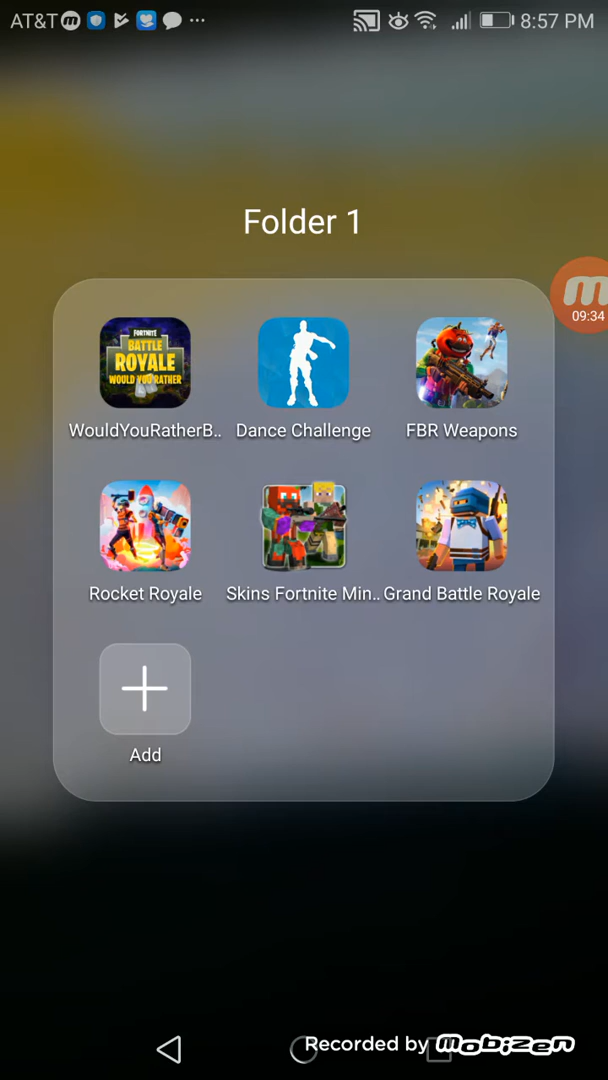 AT&T 8:57 PM
Folder 1
09:34
FORTNITE
BATTLE
ROYALE
WOULD YOU RATHER
WouldYouRatherB.. Dance Challenge FBR Weapons
Rocket Royale Skins Fortnite Min.. Grand Battle Royale
Add
Recorded by mobizen